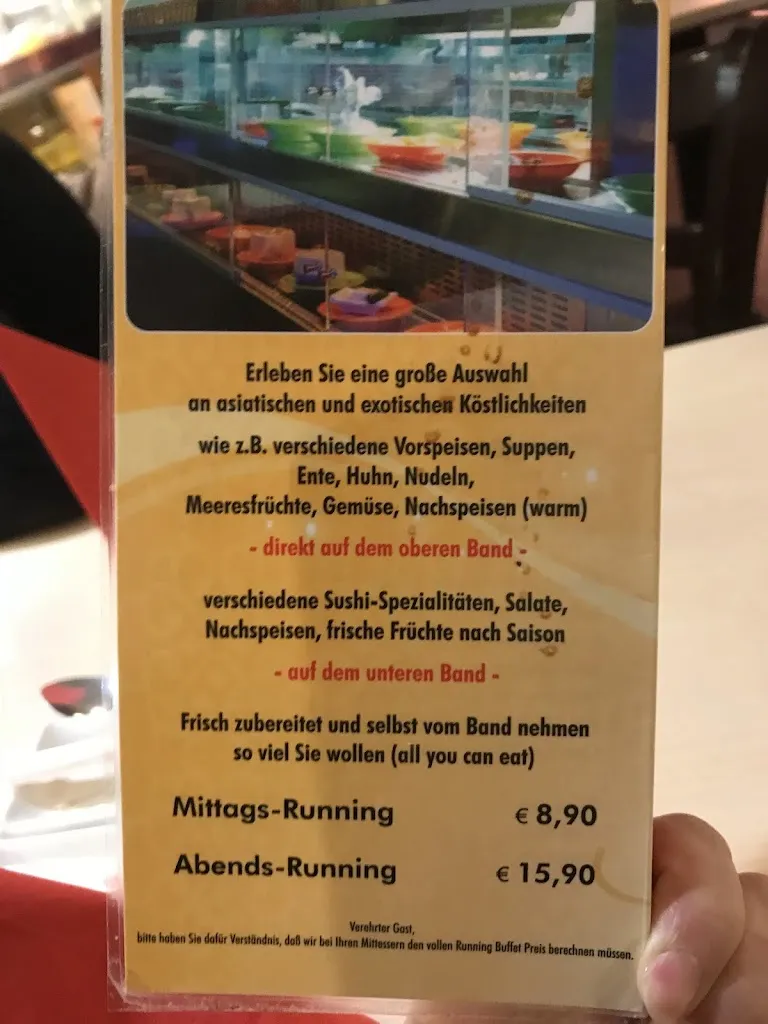 Erleben Sie eine große Auswahl
an asiatischen und exotischen Köstlichkeiten
wie z.B. verschiedene Vorspeisen, Suppen,
Ente, Huhn, Nudeln,
Meeresfrüchte, Gemüse, Nachspeisen (warm)
- direkt auf dem oberen Band -
verschiedene Sushi-Spezialitäten, Salate,
Nachspeisen, frische Früchte nach Saison
- auf dem unteren Band -
Frisch zubereitet und selbst vom Band nehmen
so viel Sie wollen (all you can eat)
Mittags-Running € 8,90
Abends-Running € 15,90
Verehrter Gast,
bitte haben Sie dafür Verständnis, daß wir bei Ihren Mittessern den vollen Running Buffet Preis berechnen müssen.